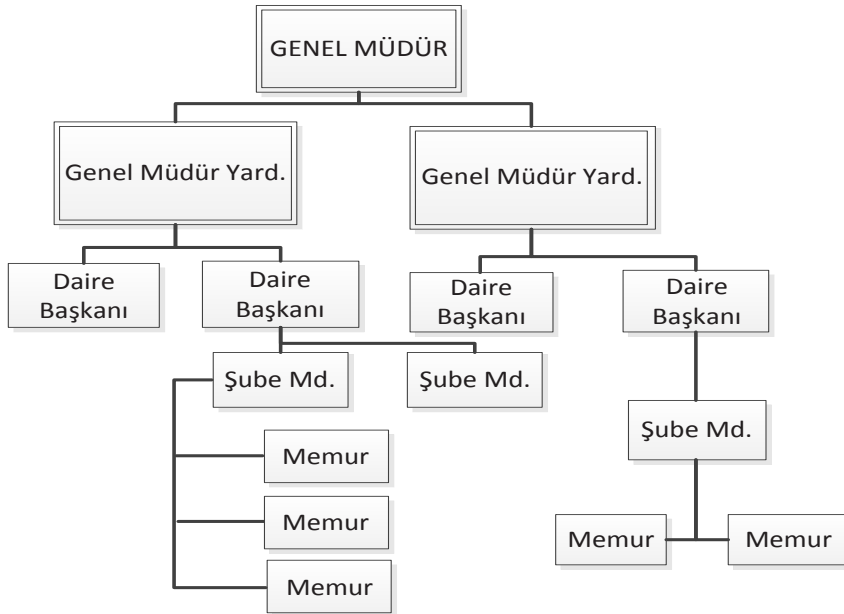 GENEL MÜDÜR
Genel Müdür Yard.
Genel Müdür Yard.
Daire
Başkanı
Daire
Başkanı
Daire
Başkanı
Daire
Başkanı
Şube Md.
Şube Md.
Şube Md.
Memur
Memur
Memur
Memur
Memur